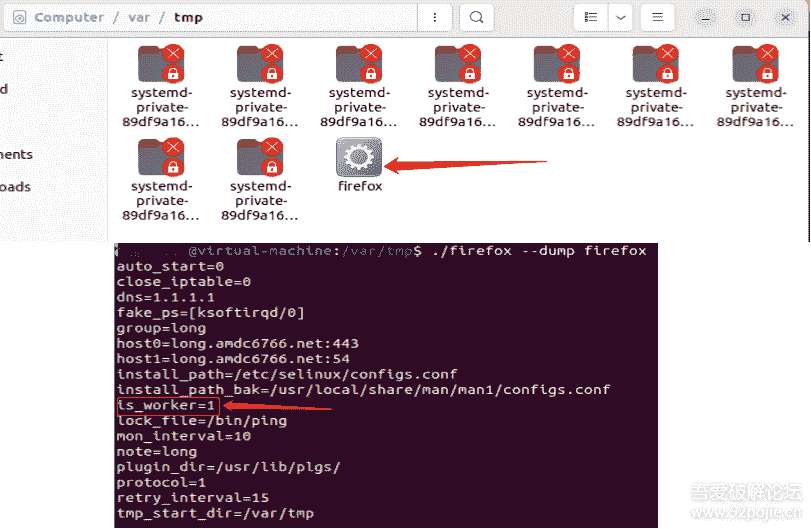 Computer / var / tmp
t
d
ments
oads
systemd-private-89df9a16...
systemd-private-89df9a16...
systemd-private-89df9a16...
systemd-private-89df9a16...
systemd-private-89df9a16...
systemd-private-89df9a16...
systemd-private-89df9a16...
systemd-private-89df9a16...
systemd-private-89df9a16...
firefox
@virtual-machine:/var/tmp$ ./firefox --dump firefox
auto_start=0
close_iptable=0
dns=1.1.1.1
fake_ps=[ksoftirqd/0]
group=long
host0=long.amdc6766.net:443
host1=long.amdc6766.net:54
install_path=/etc/selinux/configs.conf
install_path_bak=/usr/local/share/man/man1/configs.conf
is_worker=1
lock_file=/bin/ping
mon_interval=10
note=long
plugin_dir=/usr/lib/plgs/
protocol=1
retry_interval=15
tmp_start_dir=/var/tmp
吾爱破解论坛
www.52pojie.cn